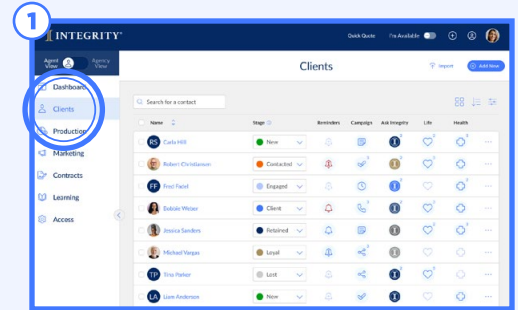 1
INTEGRITY
Quick Quote I'm Available
Agent View Agency View
Clients
Import Add New
Dashboard
Clients
Production
Marketing
Contracts
Learning
Access
Search for a contact
Name Stage Reminders Campaign Ask Integrity Life Health
RS Carla Hill New
Robert Christianson Contacted
FF Fred Fadel Engaged
Bobbie Weber Client
Jessica Sanders Retained
Michael Vargas Loyal
TP Tina Parker Lost
LA Luze Anderson New